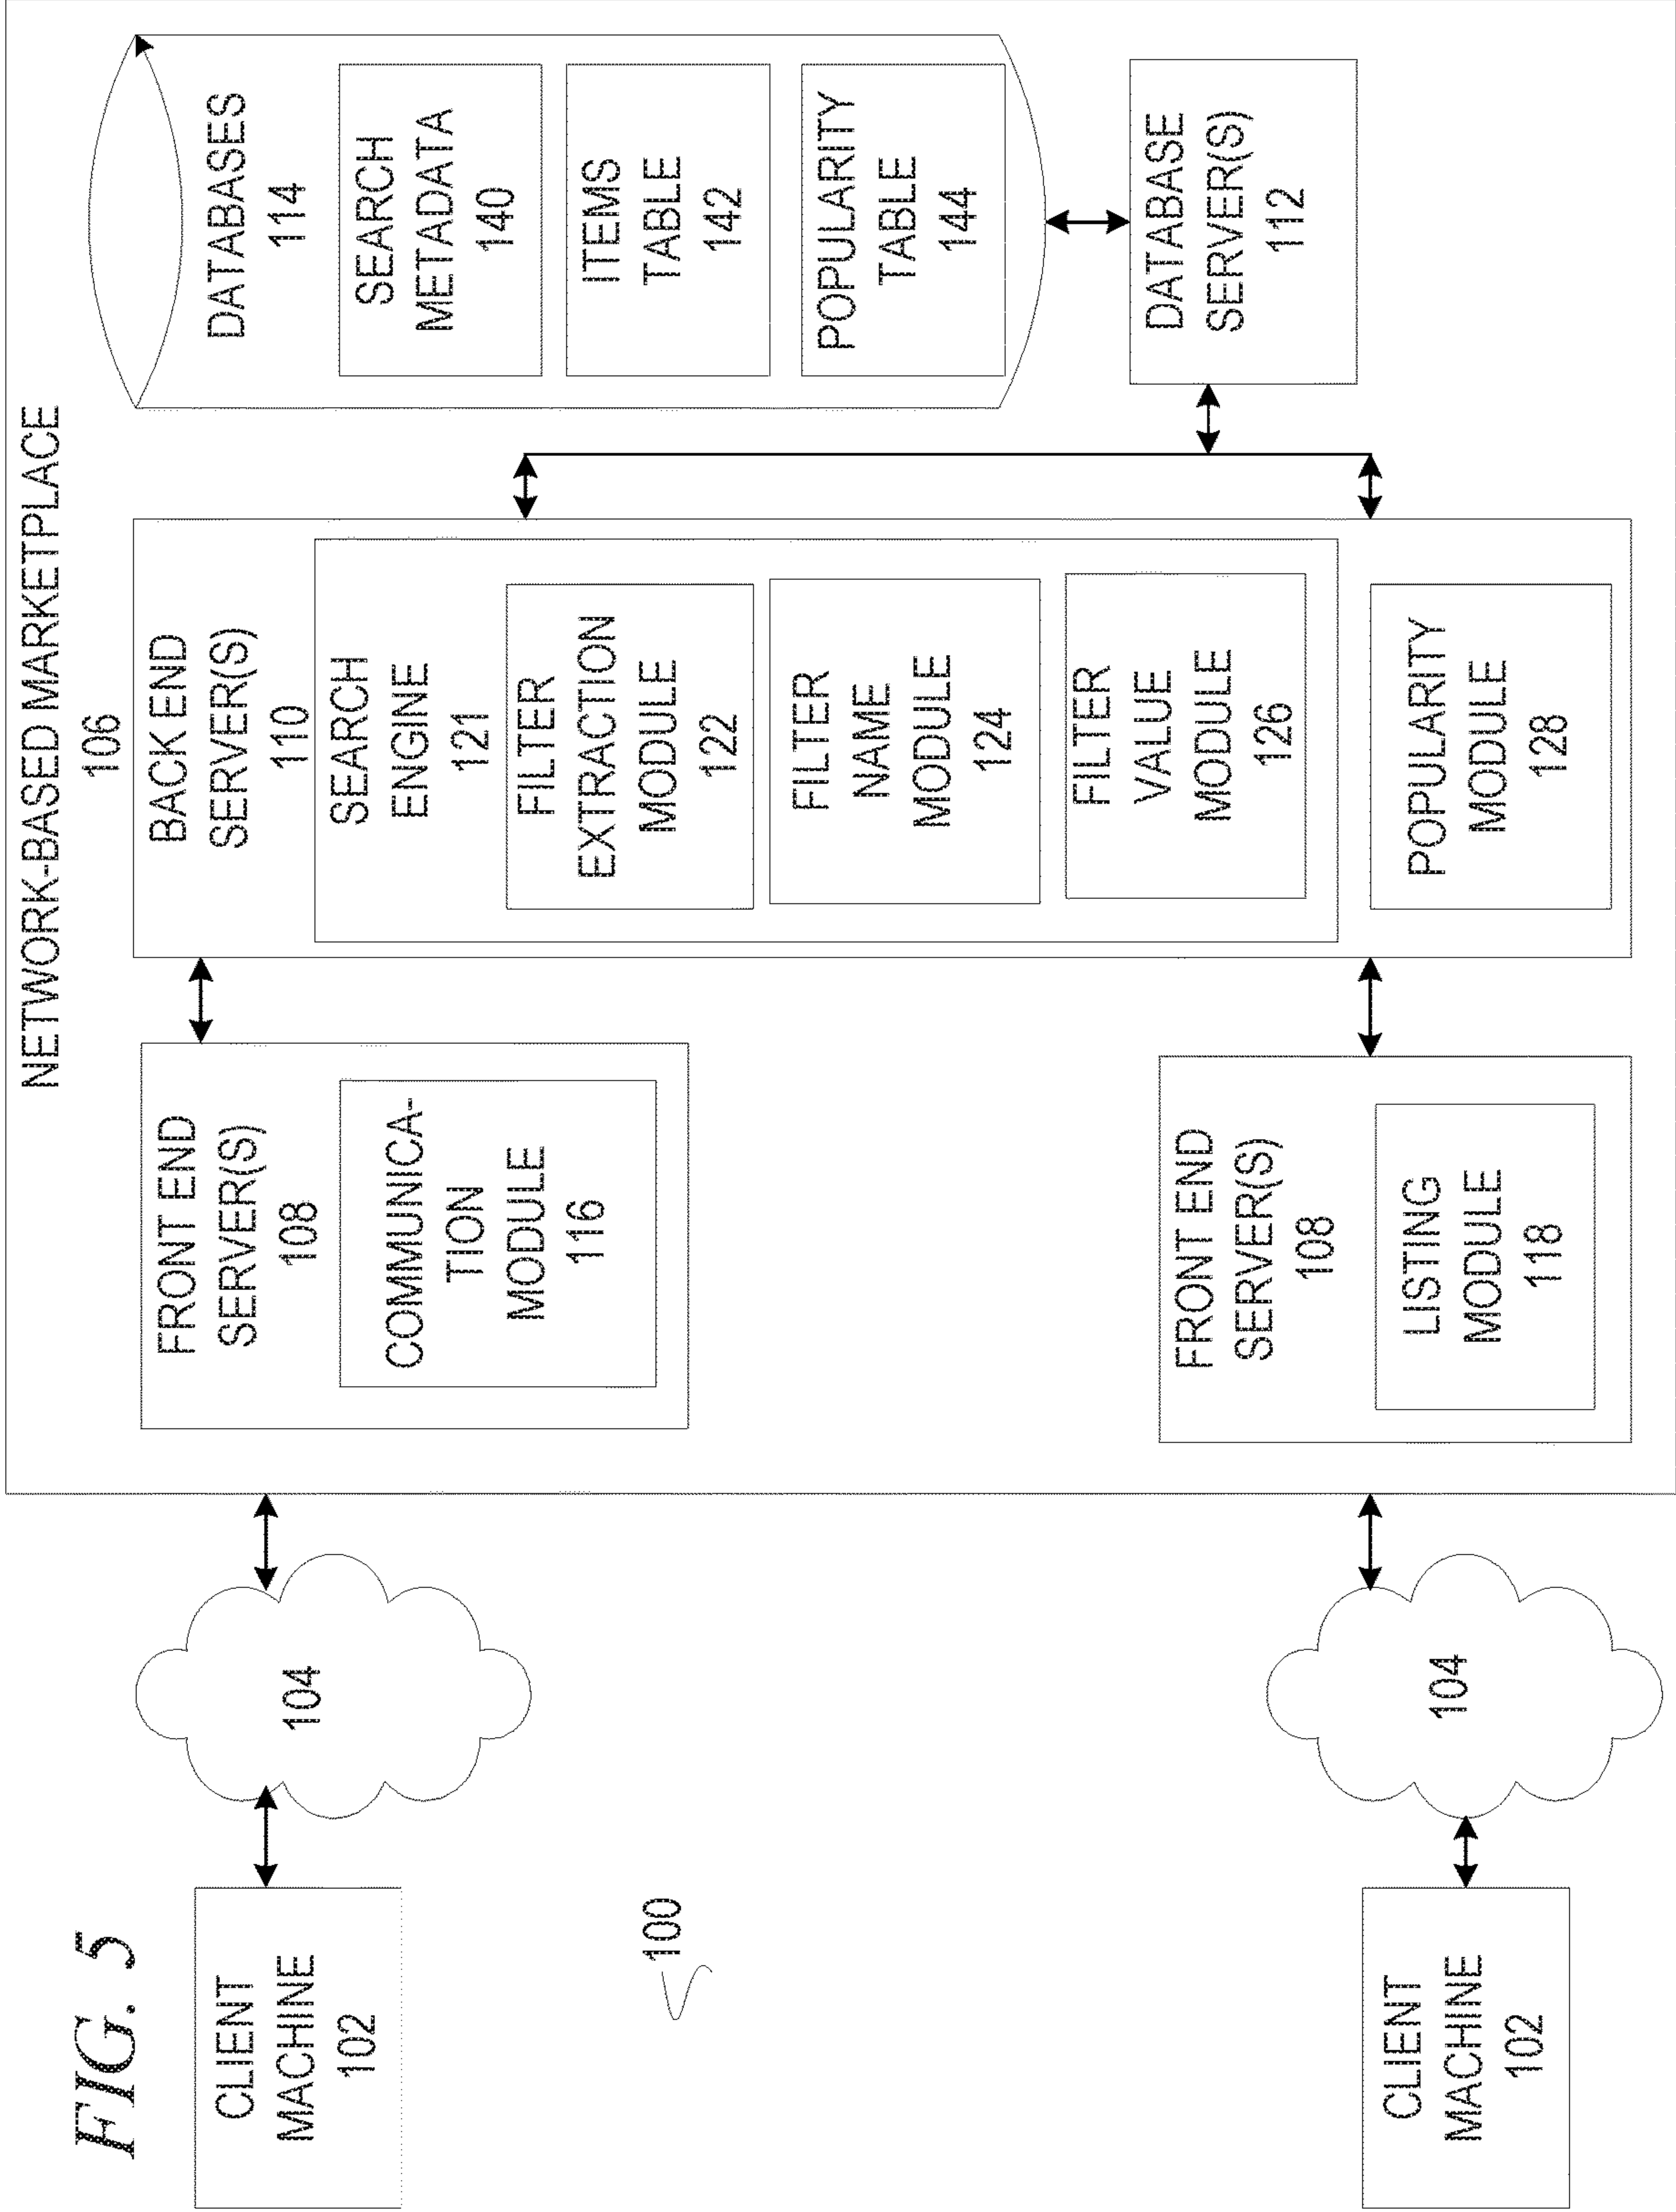 FIG. 5
CLIENT
MACHINE
102
CLIENT
MACHINE
102
100
104
104
NETWORK-BASED MARKETPLACE
106
FRONT END
SERVER(S)
108
COMMUNICA-
TION
MODULE
116
FRONT END
SERVER(S)
108
LISTING
MODULE
118
BACK END
SERVER(S)
110
SEARCH
ENGINE
121
FILTER
EXTRACTION
MODULE
122
FILTER
NAME
MODULE
124
FILTER
VALUE
MODULE
126
POPULARITY
MODULE
128
DATABASES
114
SEARCH
METADATA
140
ITEMS
TABLE
142
POPULARITY
TABLE
144
DATABASE
SERVER(S)
112